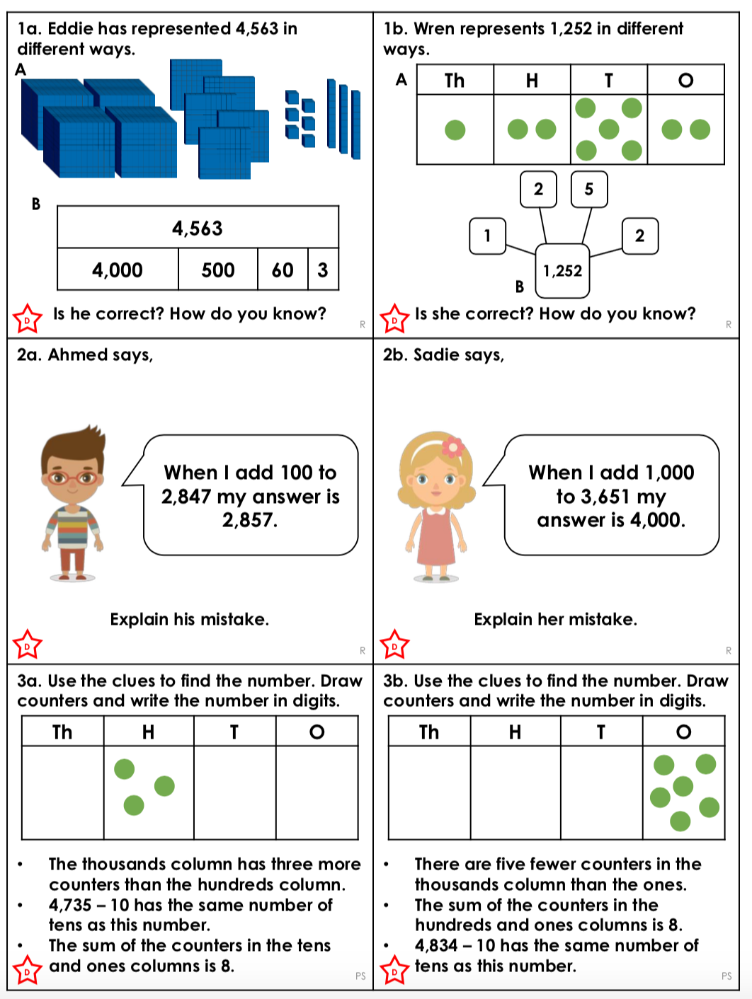 1a. Eddie has represented 4,563 in
different ways.
A
B
4,563
4,000 500 60 3
D
Is he correct? How do you know?
R
1b. Wren represents 1,252 in different
ways.
A
Th H T O
2 5
1 2
1,252
B
D
Is she correct? How do you know?
R
2a. Ahmed says,
When I add 100 to
2,847 my answer is
2,857.
Explain his mistake.
D
R
2b. Sadie says,
When I add 1,000
to 3,651 my
answer is 4,000.
Explain her mistake.
D
R
3a. Use the clues to find the number. Draw
counters and write the number in digits.
Th H T O
• The thousands column has three more
counters than the hundreds column.
• 4,735 – 10 has the same number of
tens as this number.
• The sum of the counters in the tens
and ones columns is 8.
D
PS
3b. Use the clues to find the number. Draw
counters and write the number in digits.
Th H T O
• There are five fewer counters in the
thousands column than the ones.
• The sum of the counters in the
hundreds and ones columns is 8.
• 4,834 – 10 has the same number of
tens as this number.
D
PS